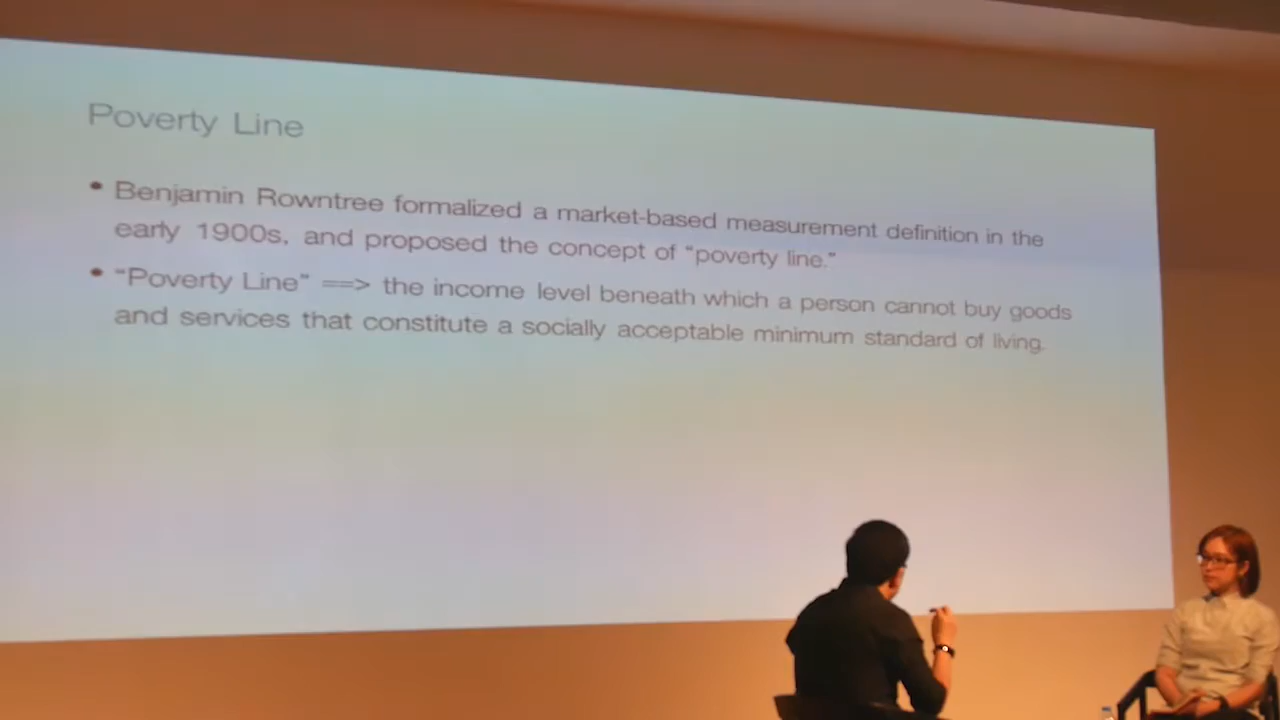 Poverty Line
• Benjamin Rowntree formalized a market-based measurement definition in the
early 1900s, and proposed the concept of “poverty line.”
• “Poverty Line” ==> the income level beneath which a person cannot buy goods
and services that constitute a socially acceptable minimum standard of living.